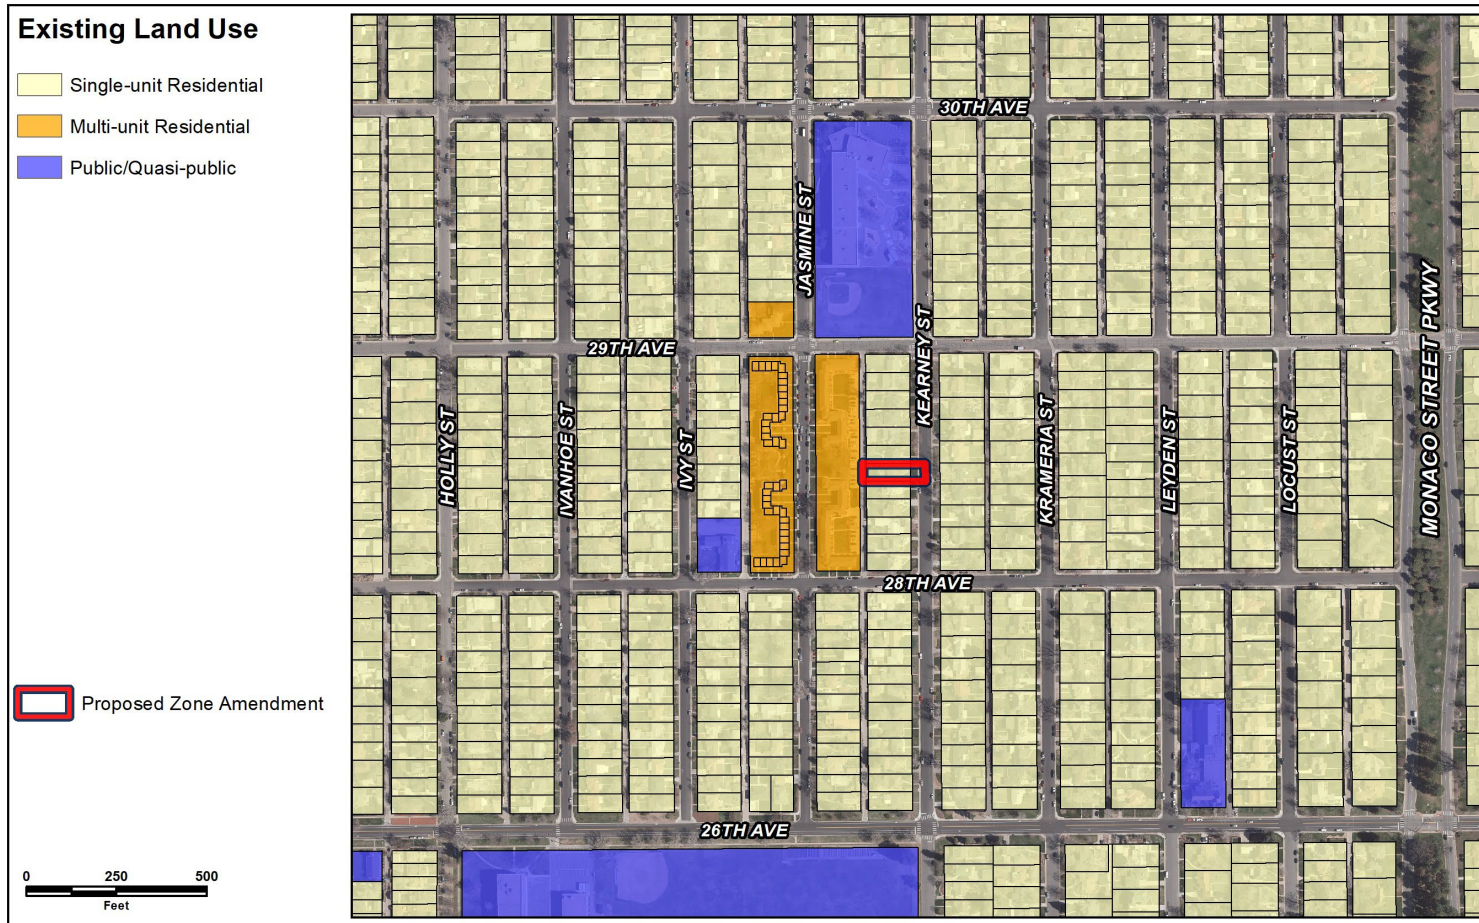 Existing Land Use
Single-unit Residential
Multi-unit Residential
Public/Quasi-public
Proposed Zone Amendment
0 250 500
Feet
30TH AVE
JASMINE ST
KEARNEY ST
29TH AVE
MONACO STREET PKWY
HOLLY ST
IVANHOE ST
IVY ST
KRAMERIA ST
LEYDEN ST
LOCUST ST
28TH AVE
26TH AVE